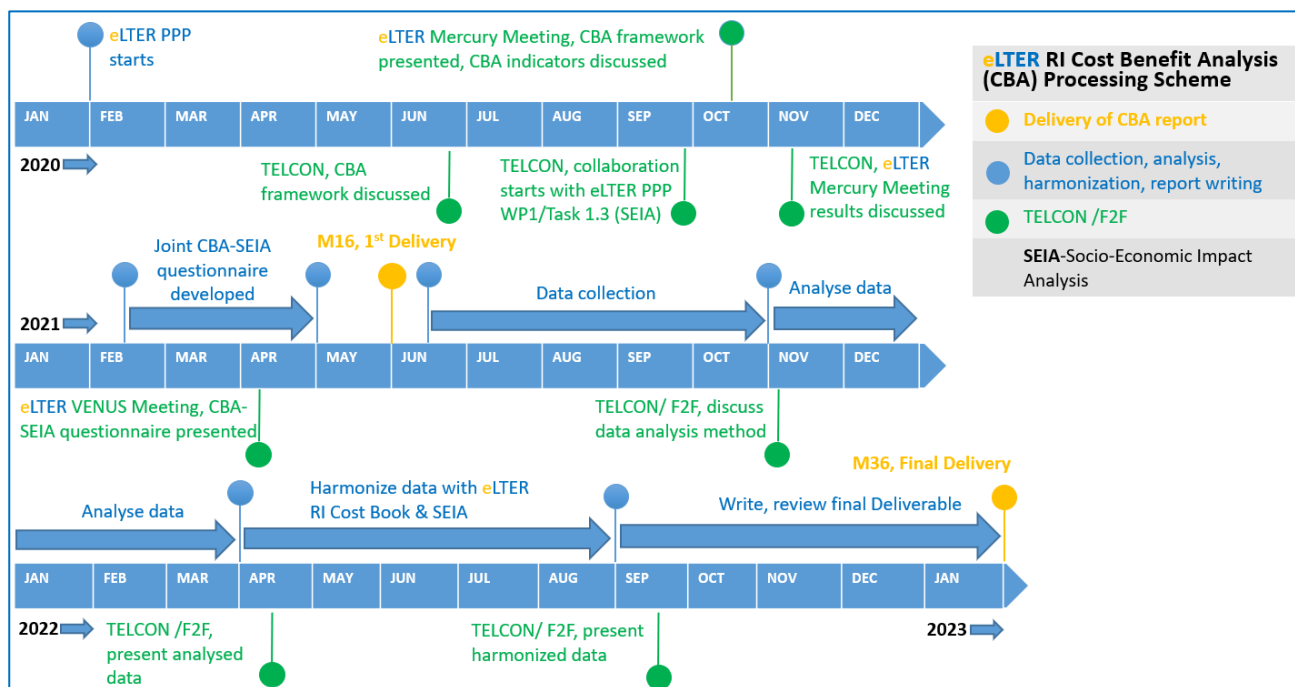 eLTER PPP
starts
eLTER Mercury Meeting, CBA framework
presented, CBA indicators discussed
JAN FEB MAR APR MAY JUN JUL AUG SEP OCT NOV DEC
2020
TELCON, CBA
framework discussed
TELCON, collaboration
starts with eLTER PPP
WP1/Task 1.3 (SEIA)
TELCON, eLTER
Mercury Meeting
results discussed
eLTER RI Cost Benefit Analysis
(CBA) Processing Scheme
Delivery of CBA report
Data collection, analysis,
harmonization, report writing
TELCON /F2F
SEIA-Socio-Economic Impact
Analysis
Joint CBA-SEIA
questionnaire
developed
M16, 1st Delivery
Data collection
Analyse data
2021
JAN FEB MAR APR MAY JUN JUL AUG SEP OCT NOV DEC
eLTER VENUS Meeting, CBA-
SEIA questionnaire presented
TELCON/ F2F, discuss
data analysis method
M36, Final Delivery
Analyse data
Harmonize data with eLTER
RI Cost Book & SEIA
Write, review final Deliverable
JAN FEB MAR APR MAY JUN JUL AUG SEP OCT NOV DEC JAN
2022
TELCON /F2F,
present analysed
data
TELCON/ F2F, present
harmonized data
2023